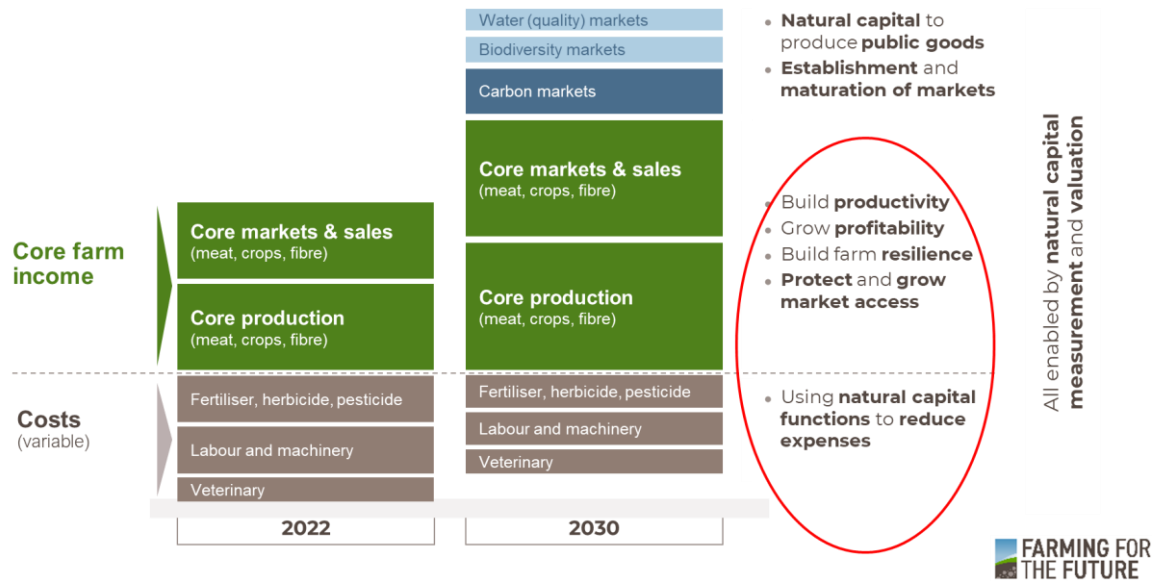 Water (quality) markets
Biodiversity markets
Carbon markets
Core markets & sales
(meat, crops, fibre)
Core production
(meat, crops, fibre)
Core farm
income
Core markets & sales
(meat, crops, fibre)
Core production
(meat, crops, fibre)
Costs
(variable)
Fertiliser, herbicide, pesticide
Labour and machinery
Veterinary
Fertiliser, herbicide, pesticide
Labour and machinery
Veterinary
2022
2030
• Natural capital to
produce public goods
• Establishment and
maturation of markets
• Build productivity
• Grow profitability
• Build farm resilience
• Protect and grow
market access
• Using natural capital
functions to reduce
expenses
All enabled by natural capital
measurement and valuation
FARMING FOR
THE FUTURE